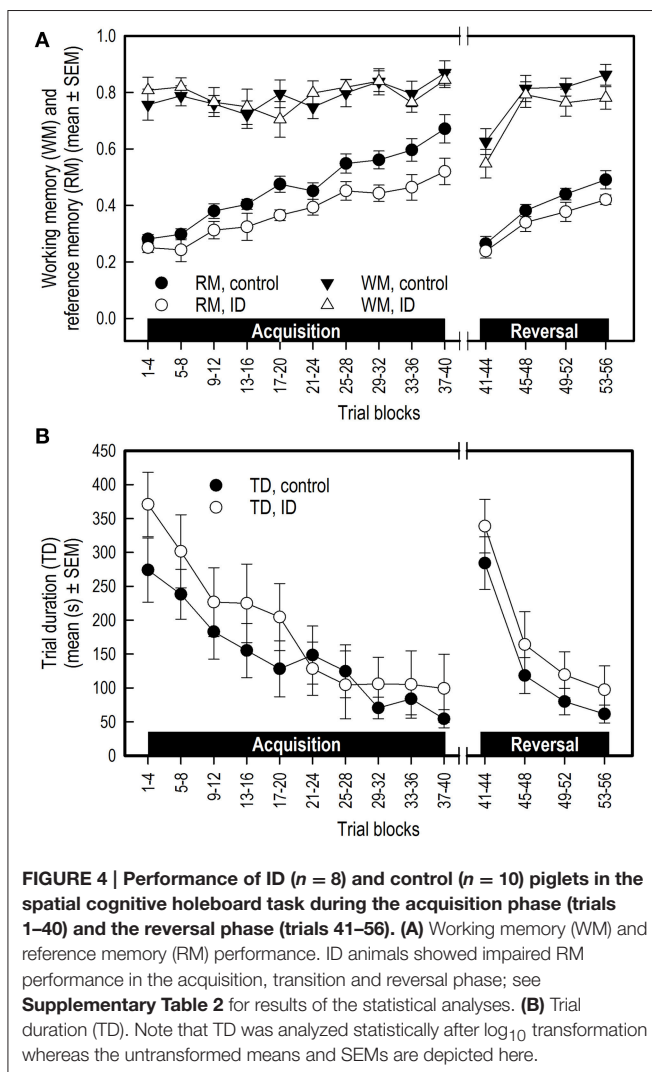 A
Working memory (WM) and
reference memory (RM) (mean ± SEM)
1.0
0.8
0.6
0.4
0.2
0.0
RM, control
WM, control
RM, ID
WM, ID
Acquisition
Reversal
1-4
5-8
9-12
13-16
17-20
21-24
25-28
29-32
33-36
37-40
41-44
45-48
49-52
53-56
Trial blocks
B
Trial duration (TD)
(mean (s) ± SEM)
450
400
350
300
250
200
150
100
50
0
TD, control
TD, ID
Acquisition
Reversal
1-4
5-8
9-12
13-16
17-20
21-24
25-28
29-32
33-36
37-40
41-44
45-48
49-52
53-56
Trial blocks
FIGURE 4 | Performance of ID (n = 8) and control (n = 10) piglets in the
spatial cognitive holeboard task during the acquisition phase (trials
1–40) and the reversal phase (trials 41–56). (A) Working memory (WM) and
reference memory (RM) performance. ID animals showed impaired RM
performance in the acquisition, transition and reversal phase; see
Supplementary Table 2 for results of the statistical analyses. (B) Trial
duration (TD). Note that TD was analyzed statistically after log10 transformation
whereas the untransformed means and SEMs are depicted here.